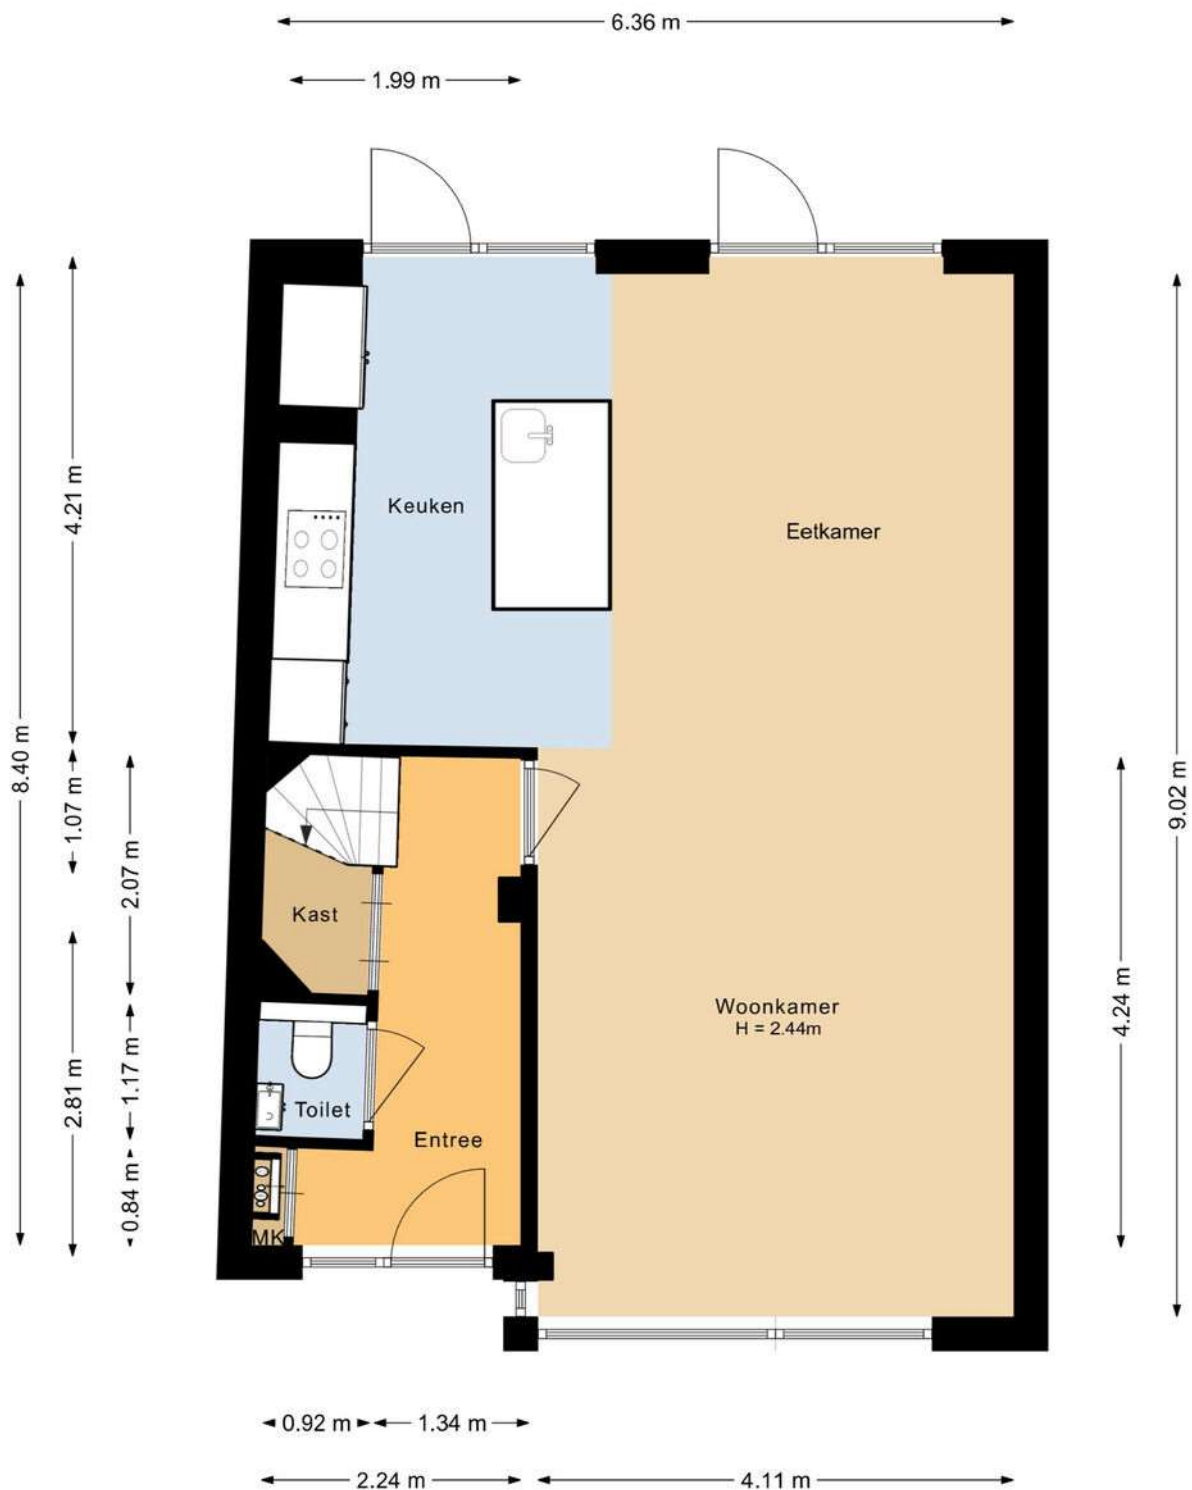 6.36 m
1.99 m
8.40 m
4.21 m
1.07 m
2.81 m
2.07 m
1.17 m
0.84 m
Keuken
Eetkamer
Kast
Woonkamer
H = 2.44m
Toilet
Entree
MK
9.02 m
4.24 m
0.92 m
1.34 m
2.24 m
4.11 m